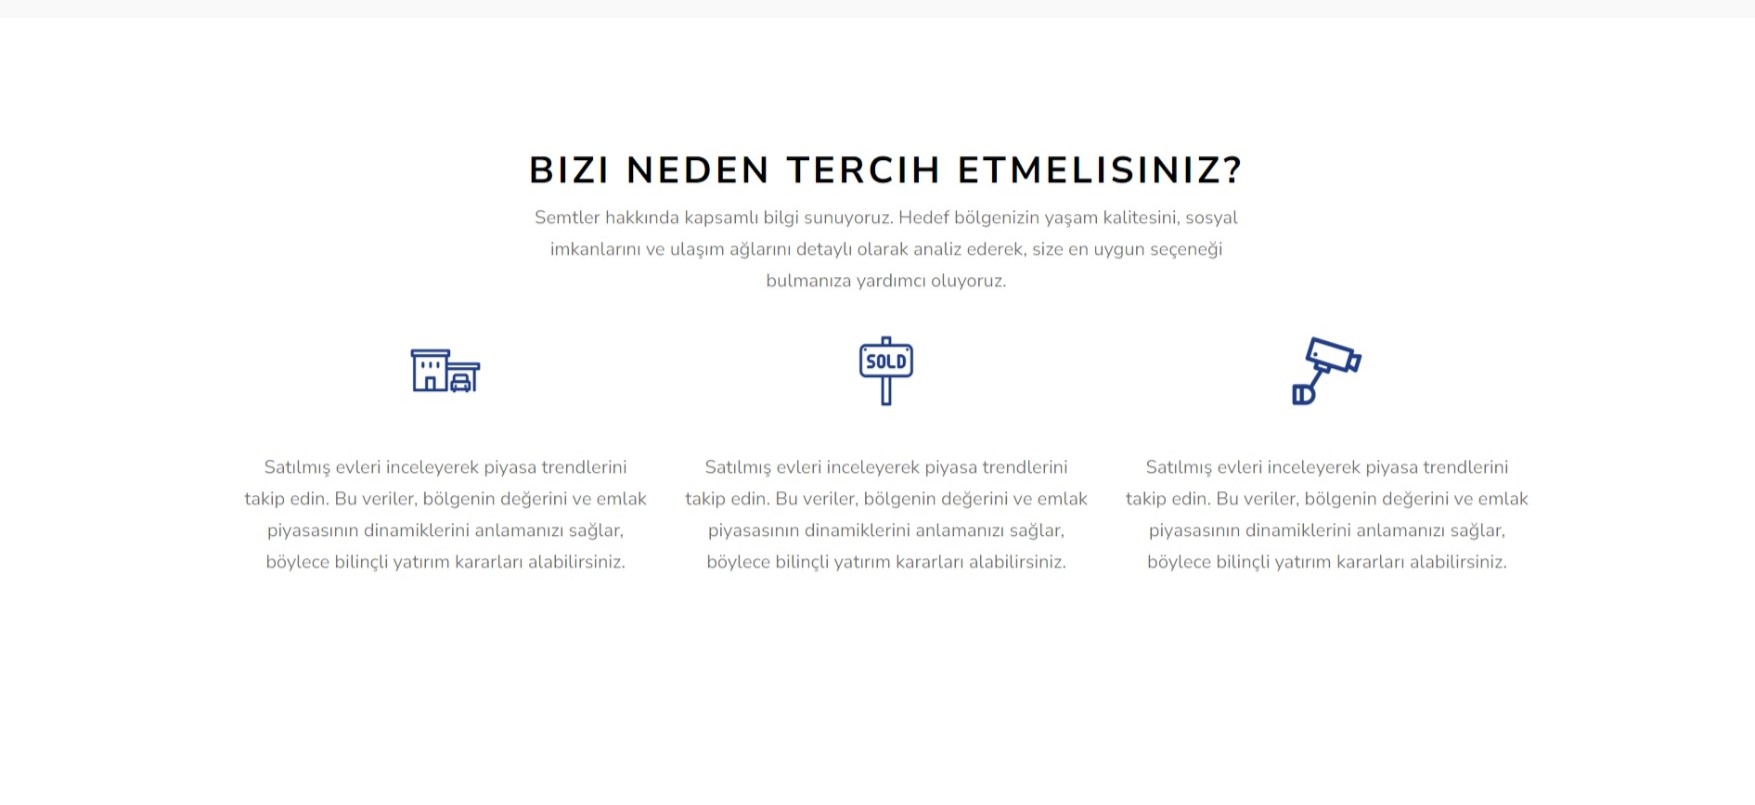 BIZI NEDEN TERCIH ETMELISINIZ?
Semtler hakkında kapsamlı bilgi sunuyoruz. Hedef bölgenizin yaşam kalitesini, sosyal
imkanlarını ve ulaşım ağlarını detaylı olarak analiz ederek, size en uygun seçeneği
bulmanıza yardımcı oluyoruz.
SOLD
Satılmış evleri inceleyerek piyasa trendlerini
takip edin. Bu veriler, bölgenin değerini ve emlak
piyasasının dinamiklerini anlamanızı sağlar,
böylece bilinçli yatırım kararları alabilirsiniz.
Satılmış evleri inceleyerek piyasa trendlerini
takip edin. Bu veriler, bölgenin değerini ve emlak
piyasasının dinamiklerini anlamanızı sağlar,
böylece bilinçli yatırım kararları alabilirsiniz.
Satılmış evleri inceleyerek piyasa trendlerini
takip edin. Bu veriler, bölgenin değerini ve emlak
piyasasının dinamiklerini anlamanızı sağlar,
böylece bilinçli yatırım kararları alabilirsiniz.